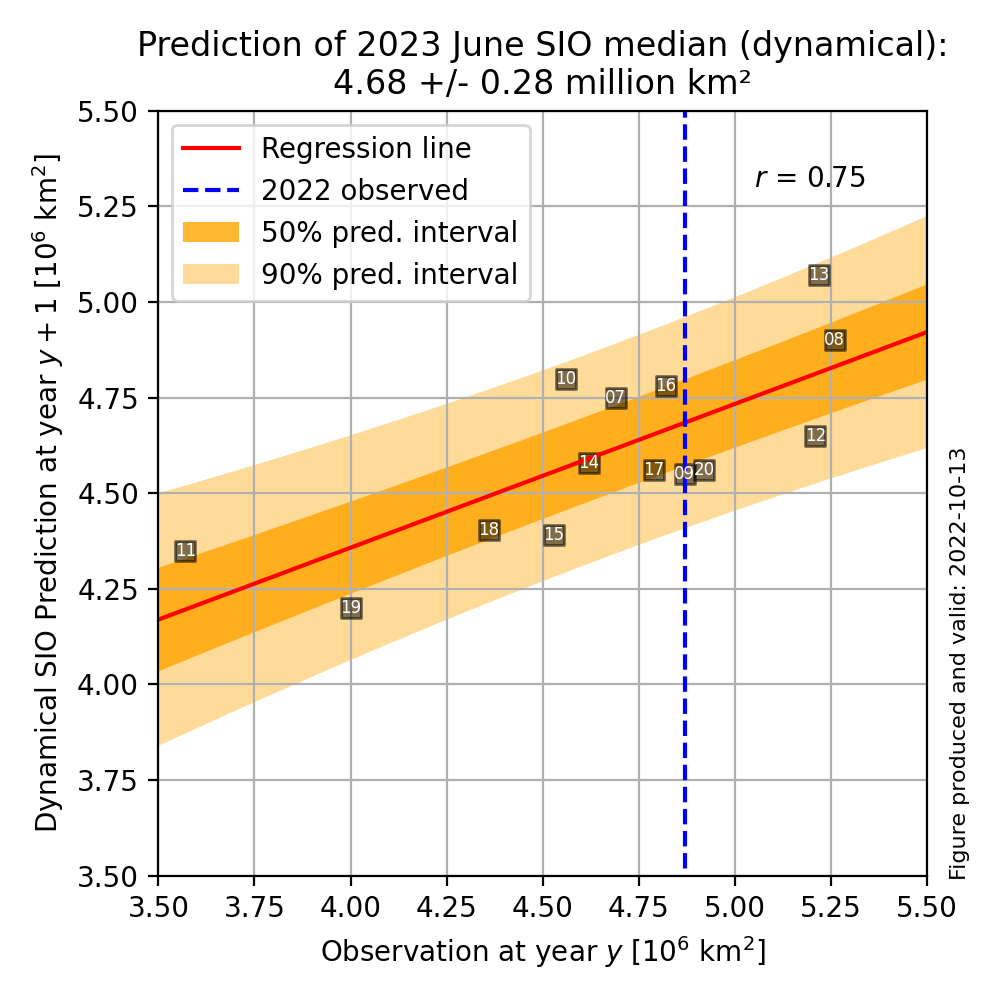 Prediction of 2023 June SIO median (dynamical):
4.68 +/- 0.28 million km²
Regression line
2022 observed
50% pred. interval
90% pred. interval
r = 0.75
5.50
5.25
5.00
4.75
4.50
4.25
4.00
3.75
3.50
Dynamical SIO Prediction at year y + 1 [10⁶ km²]
13
08
10
07
16
12
14
17
09
20
18
15
11
19
3.50 3.75 4.00 4.25 4.50 4.75 5.00 5.25 5.50
Observation at year y [10⁶ km²]
Figure produced and valid: 2022-10-13